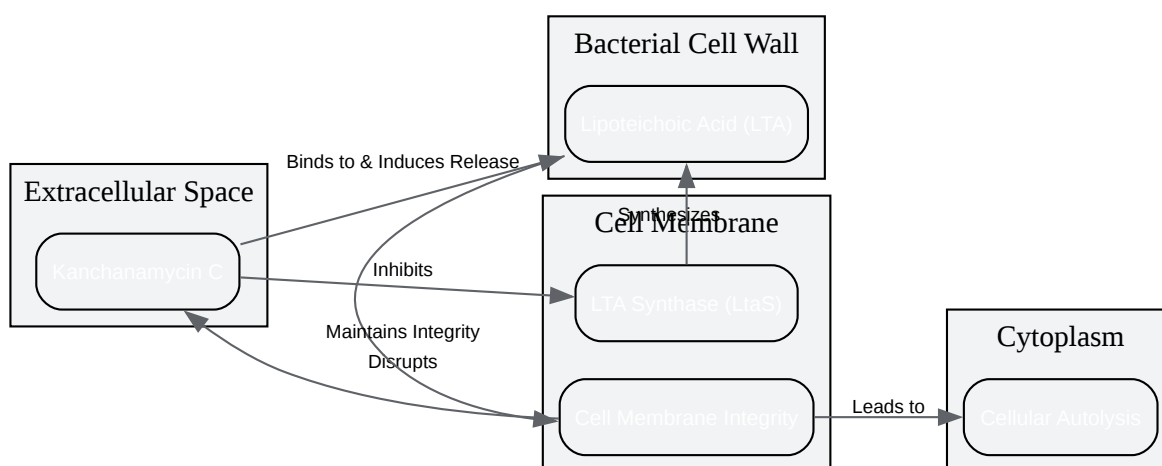 Bacterial Cell Wall
Lipoteichoic Acid (LTA)
Binds to & Induces Release
Extracellular Space
Kanchanamycin C
Synthesizes
Cell Membrane
Inhibits
LTA Synthase (LtaS)
Maintains Integrity
Disrupts
Cell Membrane Integrity
Leads to
Cytoplasm
Cellular Autolysis